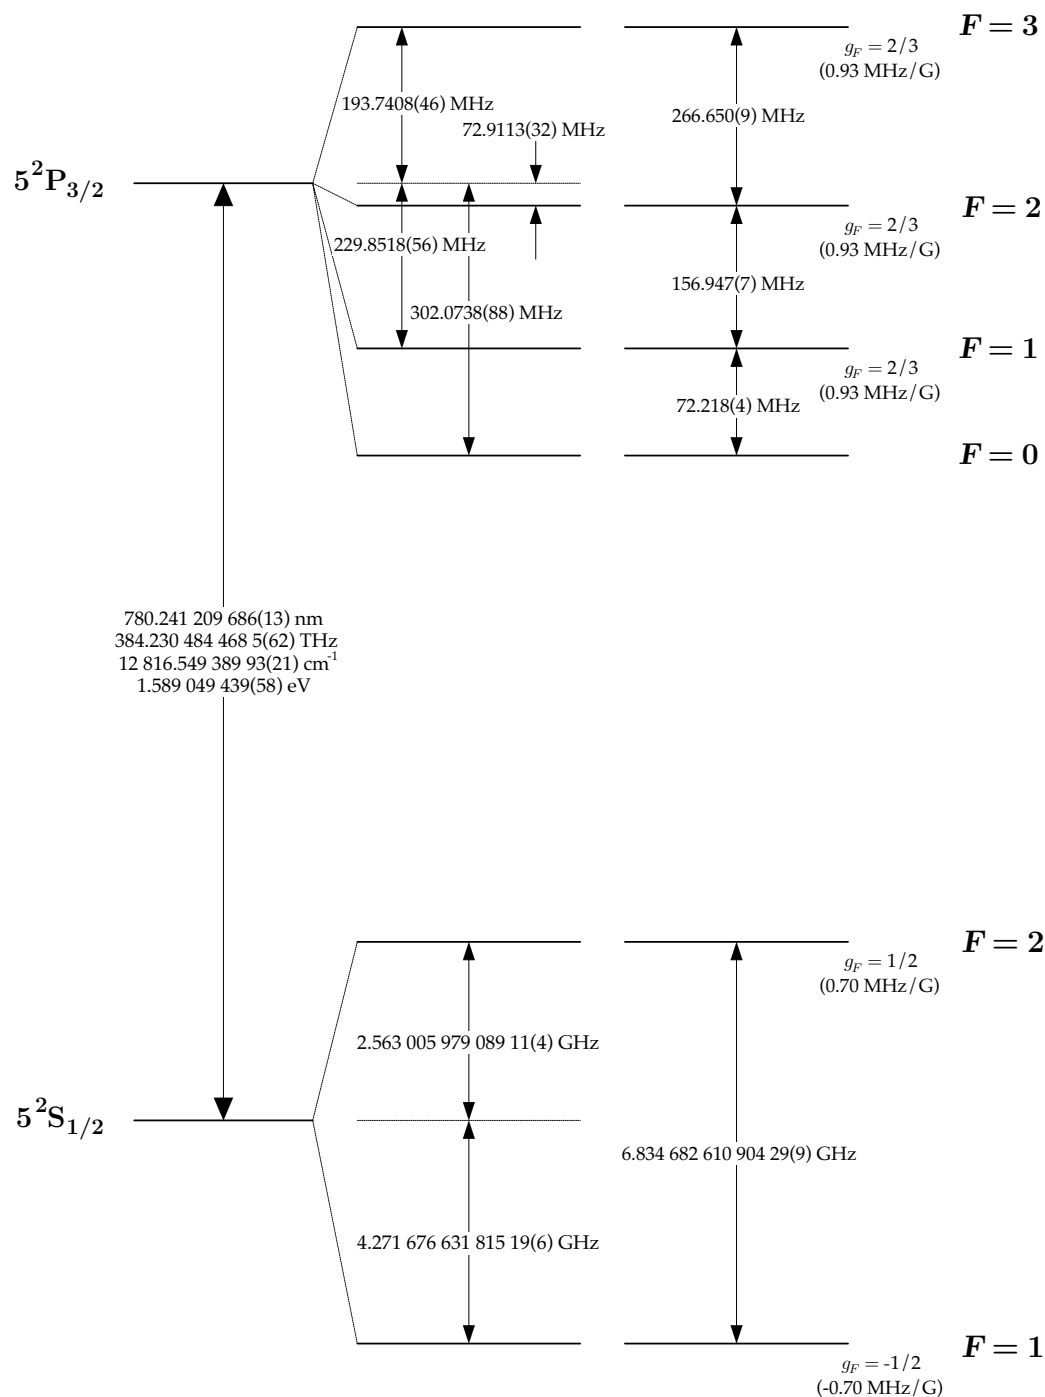 F = 3
g_F = 2/3
(0.93 MHz/G)
193.7408(46) MHz
72.9113(32) MHz
266.650(9) MHz
5 ²P₃/₂
F = 2
g_F = 2/3
(0.93 MHz/G)
229.8518(56) MHz
156.947(7) MHz
302.0738(88) MHz
F = 1
g_F = 2/3
(0.93 MHz/G)
72.218(4) MHz
F = 0
780.241 209 686(13) nm
384.230 484 468 5(62) THz
12 816.549 389 93(21) cm⁻¹
1.589 049 439(58) eV
F = 2
g_F = 1/2
(0.70 MHz/G)
2.563 005 979 089 11(4) GHz
5 ²S₁/₂
6.834 682 610 904 29(9) GHz
4.271 676 631 815 19(6) GHz
F = 1
g_F = -1/2
(-0.70 MHz/G)